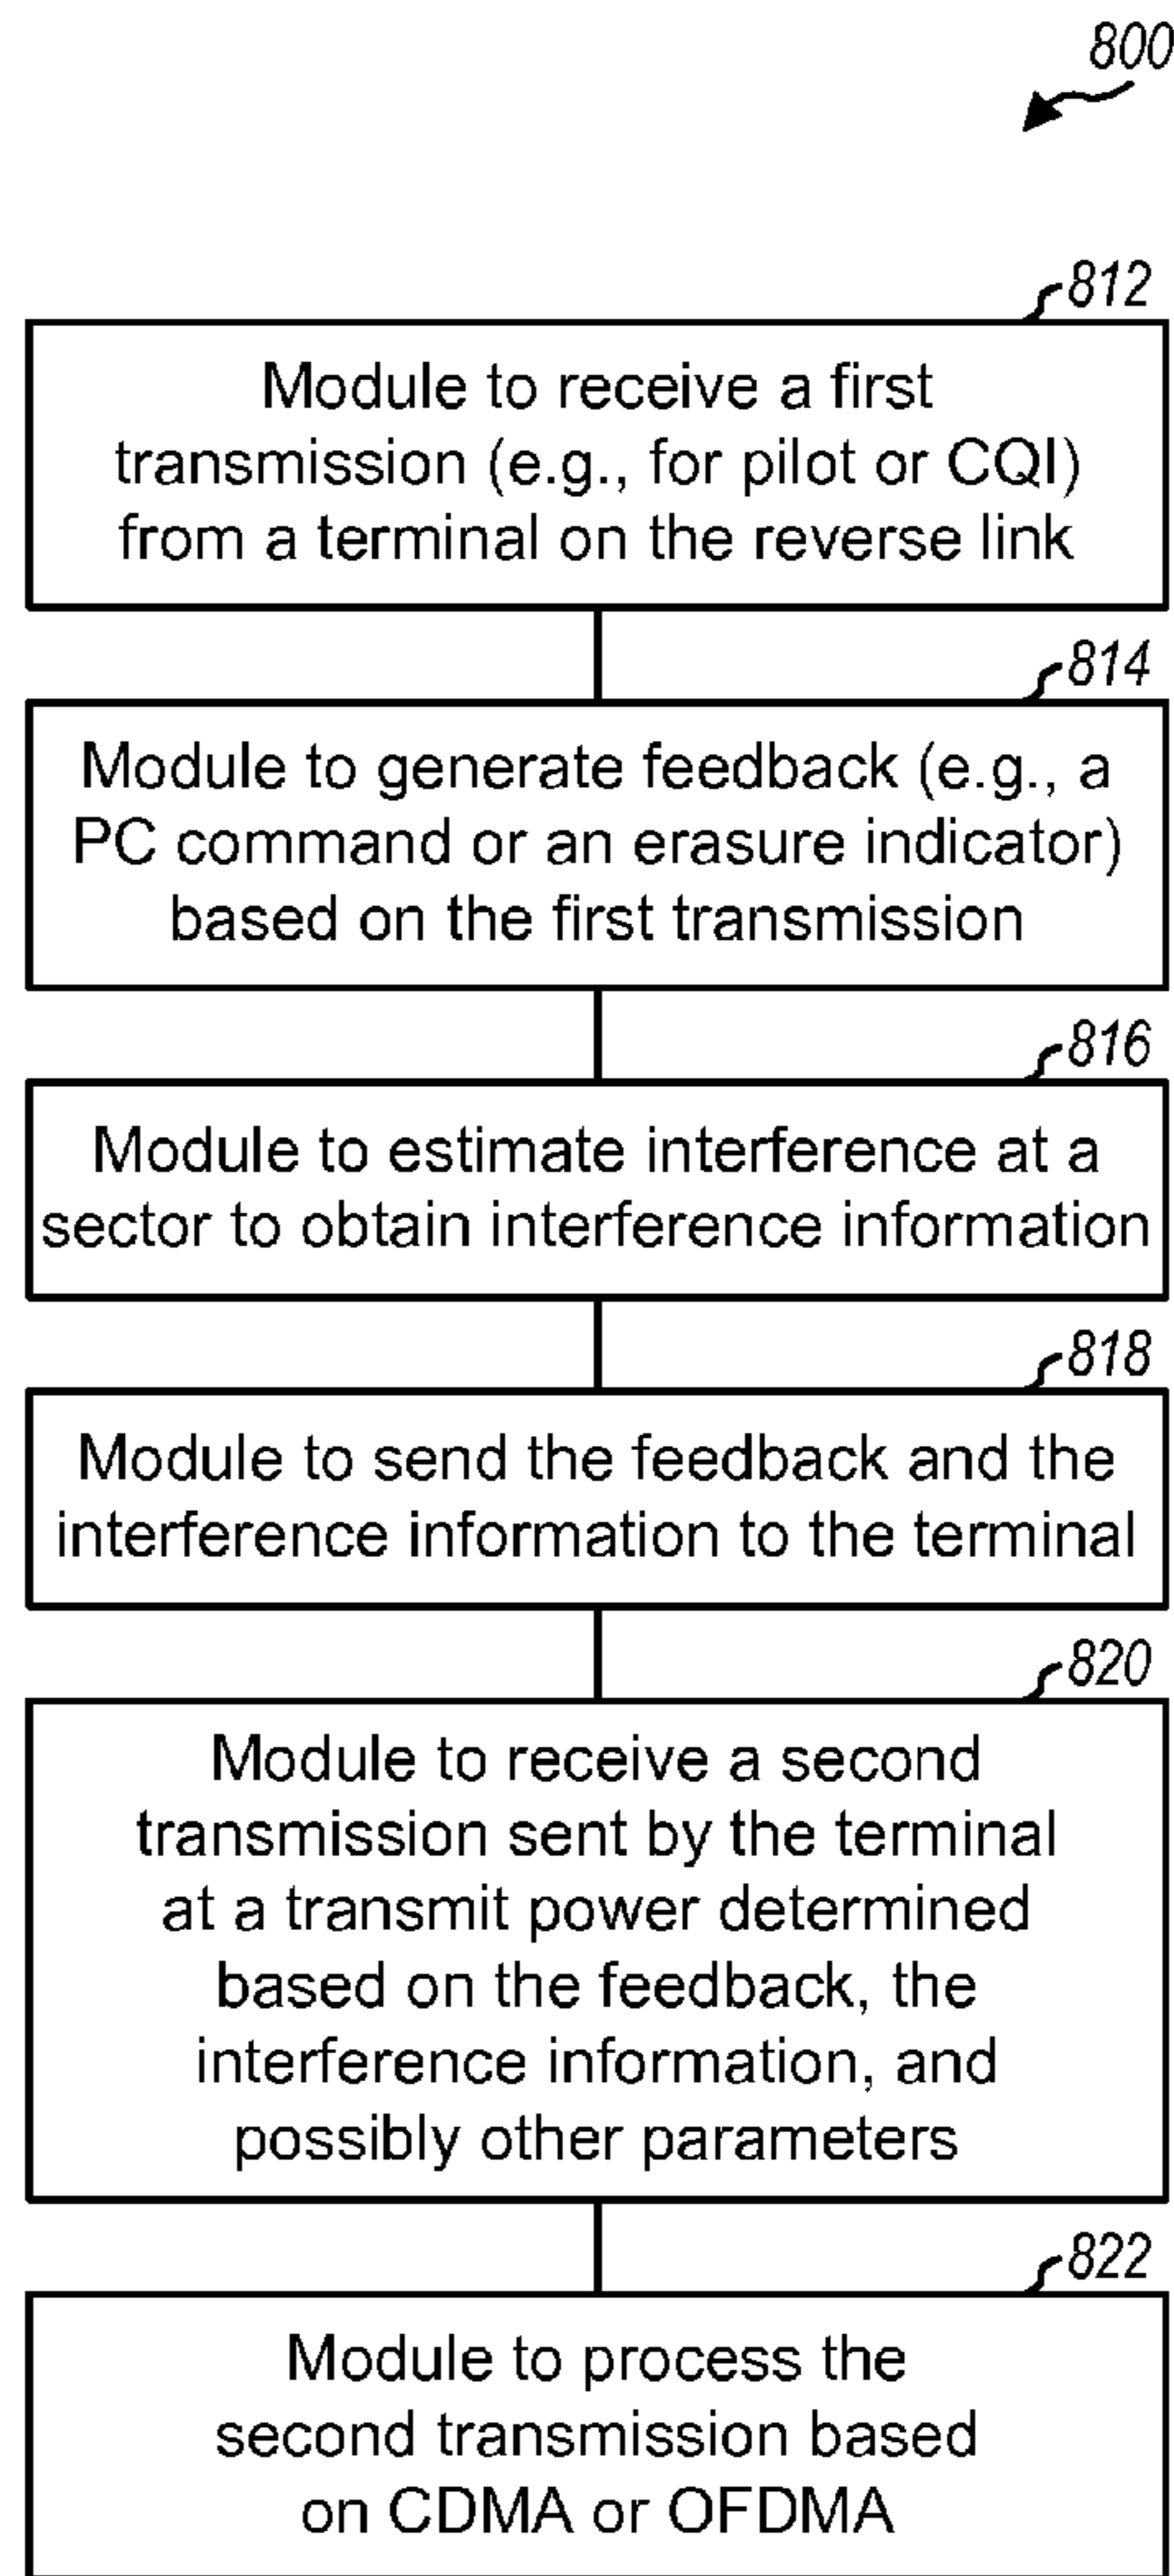 800
812
Module to receive a first
transmission (e.g., for pilot or CQI)
from a terminal on the reverse link
814
Module to generate feedback (e.g., a
PC command or an erasure indicator)
based on the first transmission
816
Module to estimate interference at a
sector to obtain interference information
818
Module to send the feedback and the
interference information to the terminal
820
Module to receive a second
transmission sent by the terminal
at a transmit power determined
based on the feedback, the
interference information, and
possibly other parameters
822
Module to process the
second transmission based
on CDMA or OFDMA